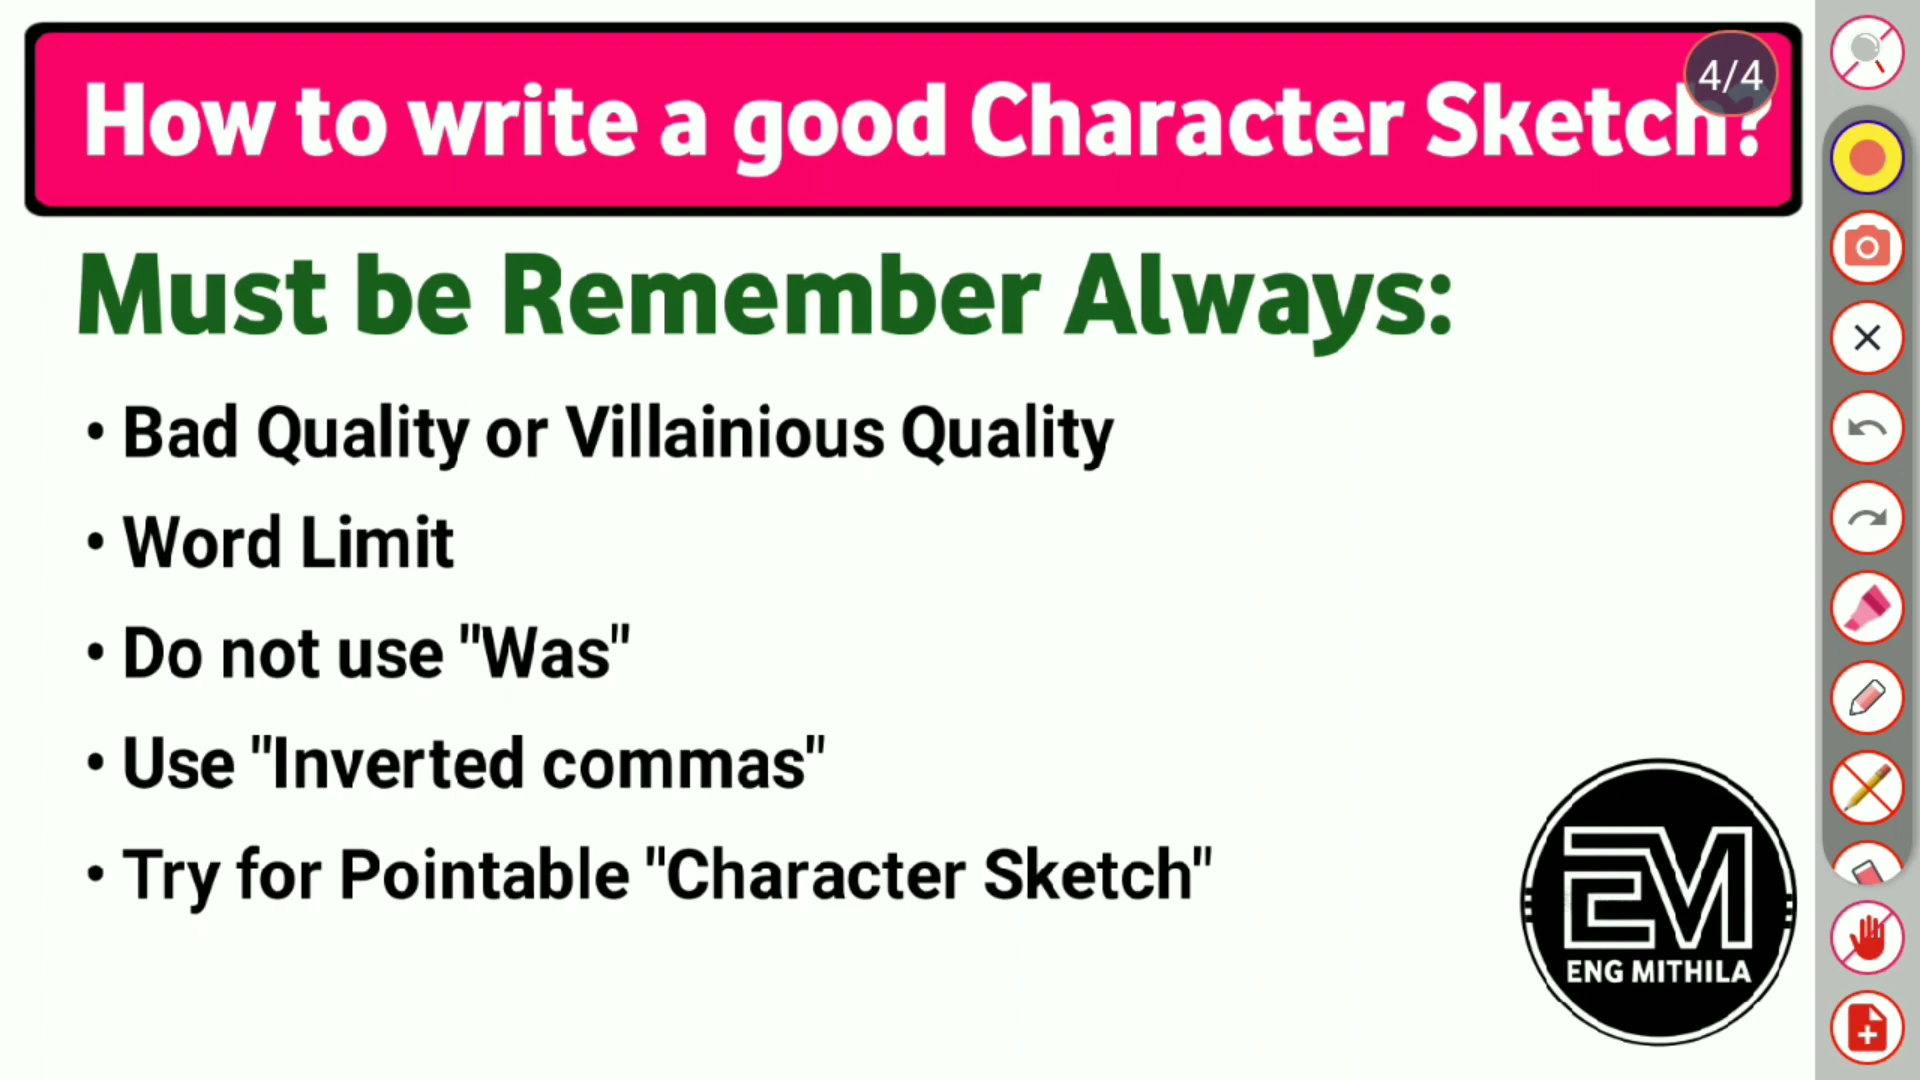 How to write a good Character Sketch?
4/4
Must be Remember Always:
• Bad Quality or Villainious Quality
• Word Limit
• Do not use "Was"
• Use "Inverted commas"
• Try for Pointable "Character Sketch"
EM
ENG MITHILA